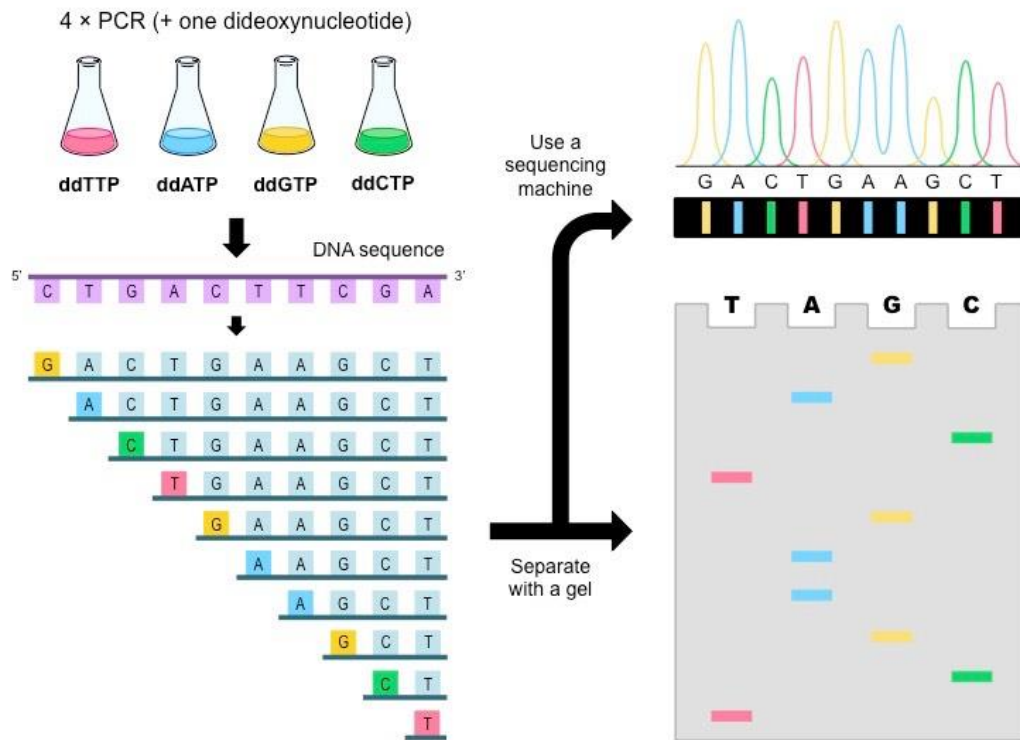 4 × PCR (+ one dideoxynucleotide)
ddTTP ddATP ddGTP ddCTP
DNA sequence
5' C T G A C T T C G A 3'
G A C T G A A G C T
A C T G A A G C T
C T G A A G C T
T G A A G C T
G A A G C T
A A G C T
A G C T
G C T
C T
T
Use a
sequencing
machine
Separate
with a gel
G A C T G A A G C T
T A G C